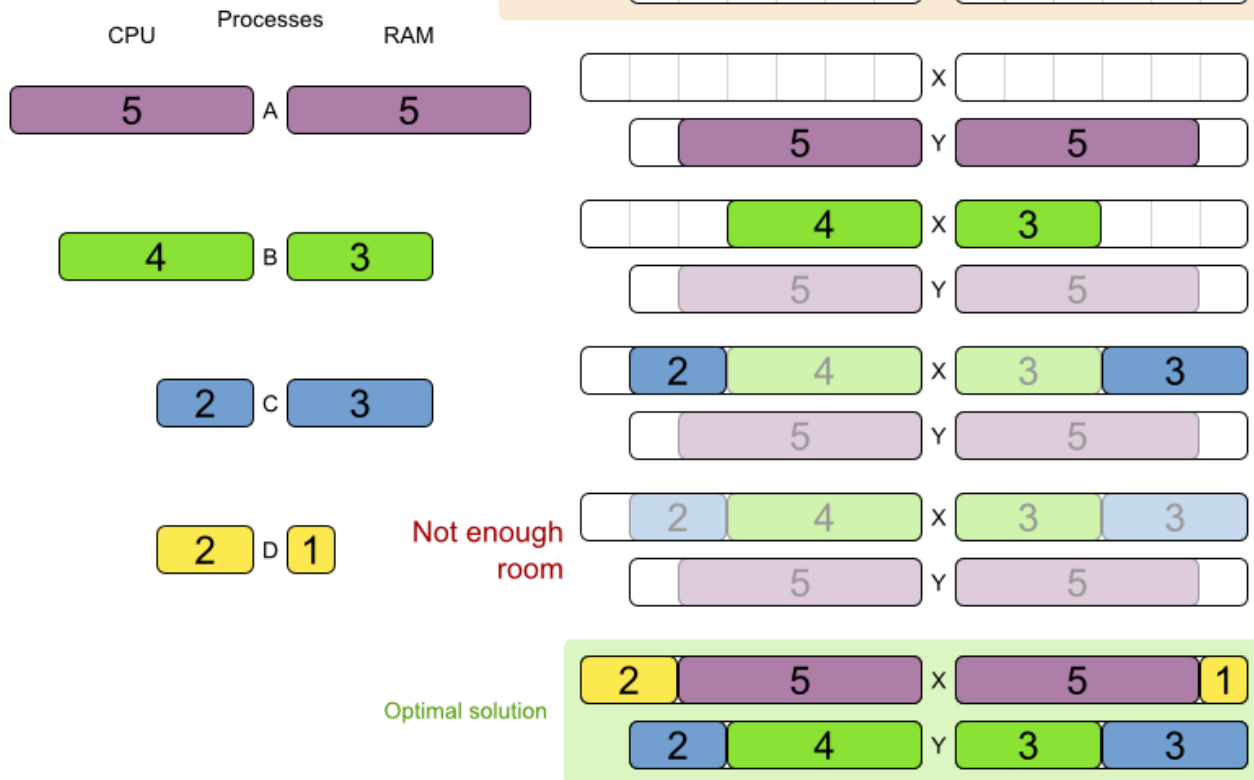 Processes
CPU RAM
X
5 A 5
5 Y 5
4 B 3
4 X 3
5 Y 5
2 C 3
2 4 X 3 3
5 Y 5
2 D 1
Not enough
room
2 4 X 3 3
5 Y 5
Optimal solution
2 5 X 5 1
2 4 Y 3 3